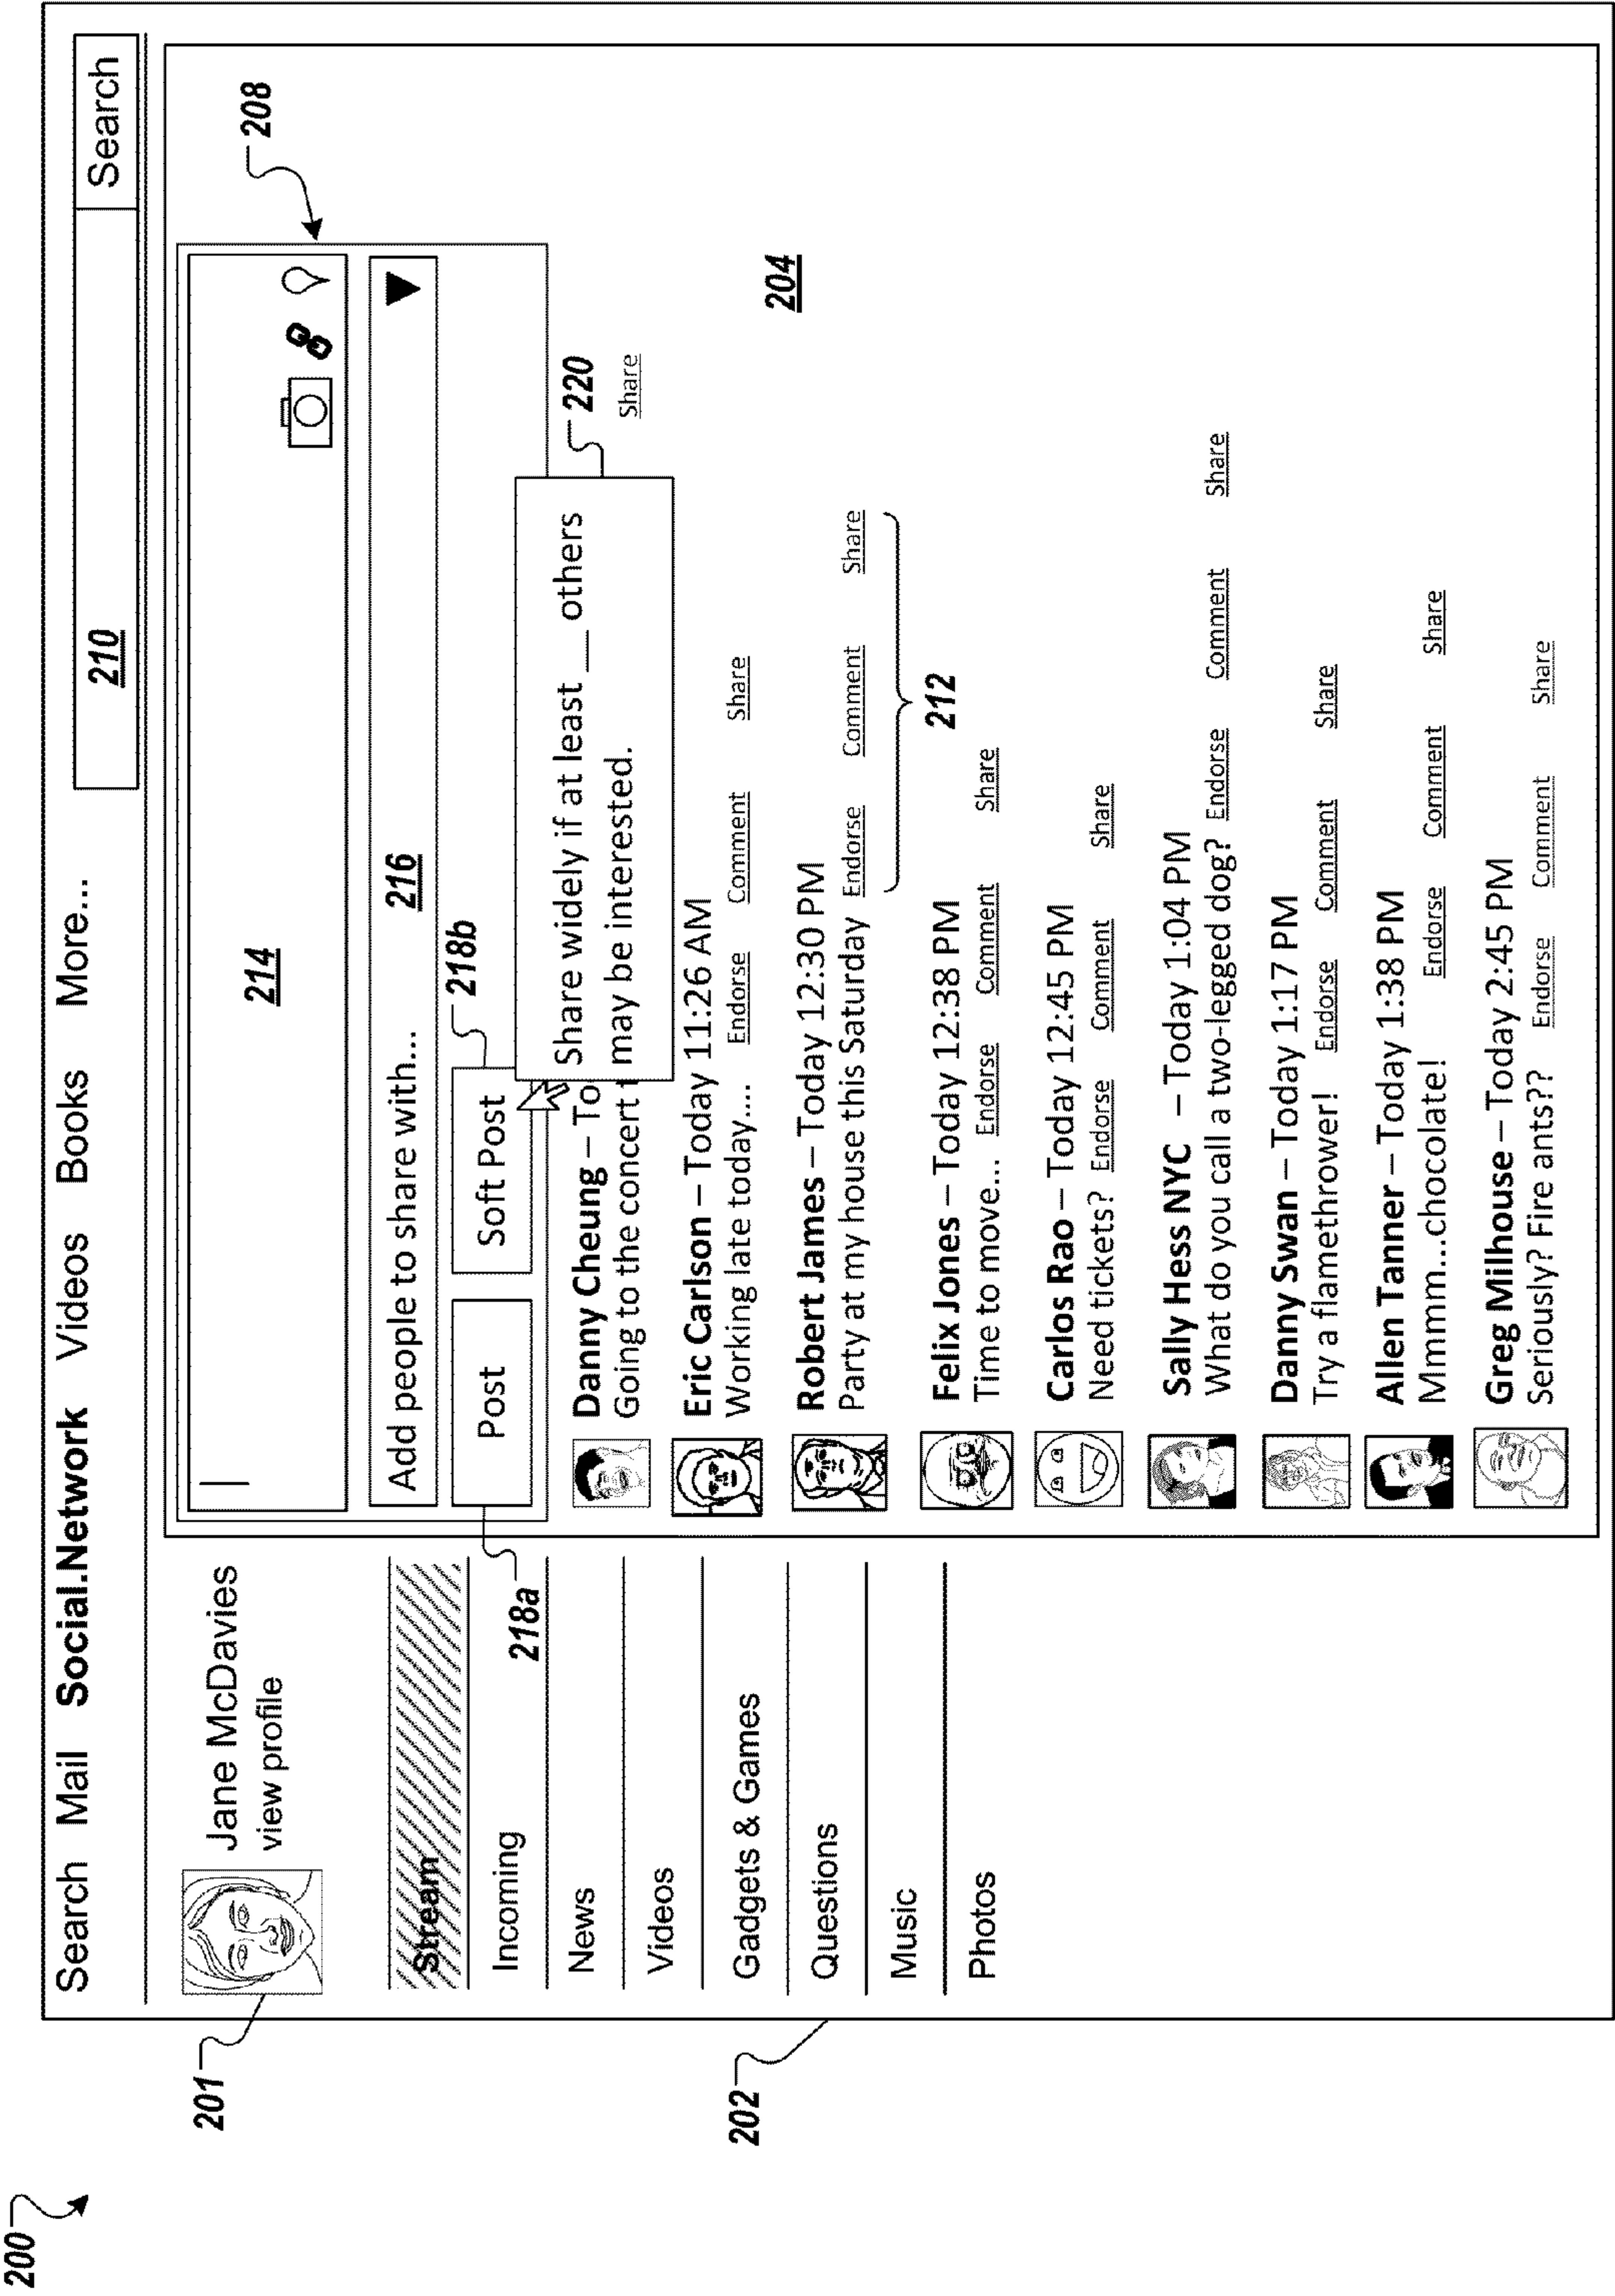 200
Search Mail Social.Network Videos Books More...
210
Search
201
Jane McDavies
view profile
202
Stream
Incoming
News
Videos
Gadgets & Games
Questions
Music
Photos
208
214
Add people to share with... 216
218a
Post
Soft Post
218b
220
Share widely if at least __ others
may be interested.
204
Danny Cheung – To
Going to the concert t
Share
Eric Carlson – Today 11:26 AM
Working late today.... Endorse Comment Share
Robert James – Today 12:30 PM
Party at my house this Saturday Endorse Comment Share
212
Felix Jones – Today 12:38 PM
Time to move... Endorse Comment Share
Carlos Rao – Today 12:45 PM
Need tickets? Endorse Comment Share
Sally Hess NYC – Today 1:04 PM
What do you call a two-legged dog? Endorse Comment Share
Danny Swan – Today 1:17 PM
Try a flamethrower! Endorse Comment Share
Allen Tanner – Today 1:38 PM
Mmmm...chocolate! Endorse Comment Share
Greg Milhouse – Today 2:45 PM
Seriously? Fire ants?? Endorse Comment Share